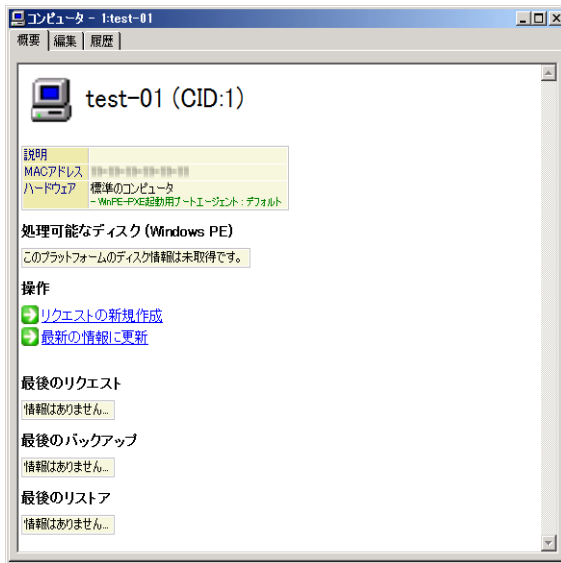 コンピュータ - 1:test-01
概要 編集 履歴
test-01 (CID:1)
説明
MACアドレス
ハードウェア 標準のコンピュータ
- WinPE-PXE起動用ブートエージェント : デフォルト
処理可能なディスク (Windows PE)
このプラットフォームのディスク情報は未取得です。
操作
リクエストの新規作成
最新の情報に更新
最後のリクエスト
情報はありません...
最後のバックアップ
情報はありません...
最後のリストア
情報はありません...